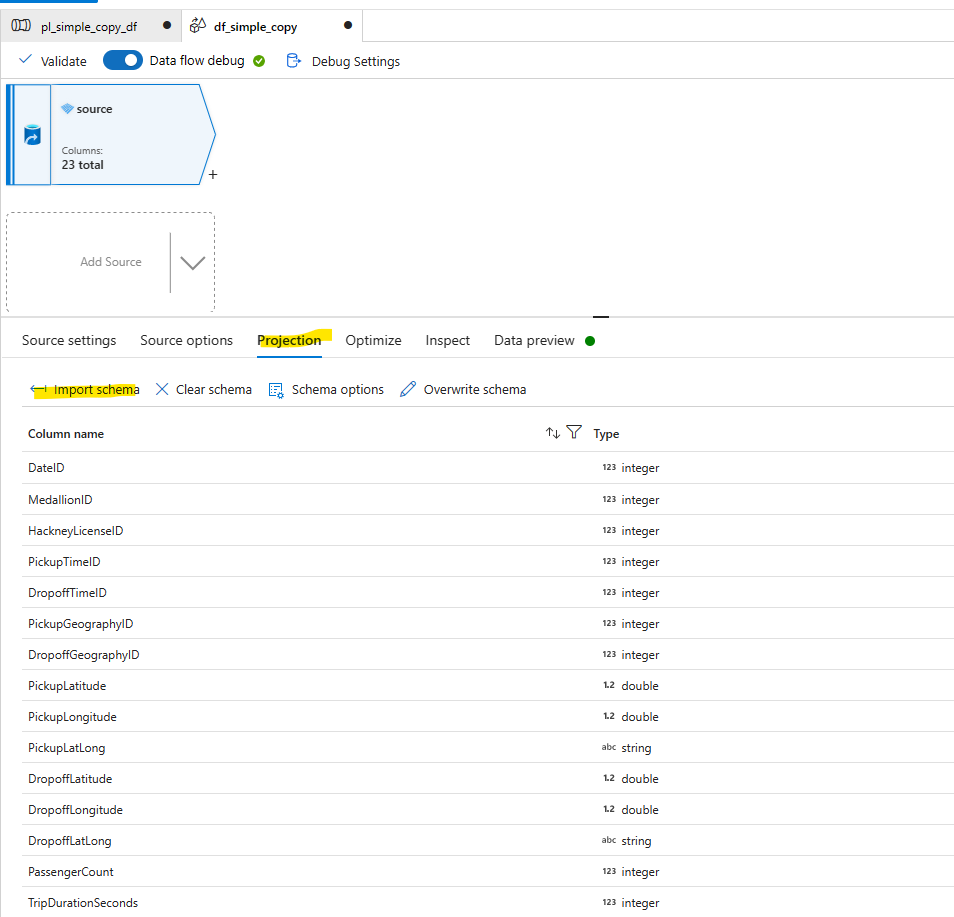 pl_simple_copy_df
df_simple_copy
Validate Data flow debug Debug Settings
source
Columns:
23 total
+
Add Source
Source settings Source options Projection Optimize Inspect Data preview
Import schema Clear schema Schema options Overwrite schema
Column name Type
DateID 123 integer
MedallionID 123 integer
HackneyLicenseID 123 integer
PickupTimeID 123 integer
DropoffTimeID 123 integer
PickupGeographyID 123 integer
DropoffGeographyID 123 integer
PickupLatitude 1.2 double
PickupLongitude 1.2 double
PickupLatLong abc string
DropoffLatitude 1.2 double
DropoffLongitude 1.2 double
DropoffLatLong abc string
PassengerCount 123 integer
TripDurationSeconds 123 integer